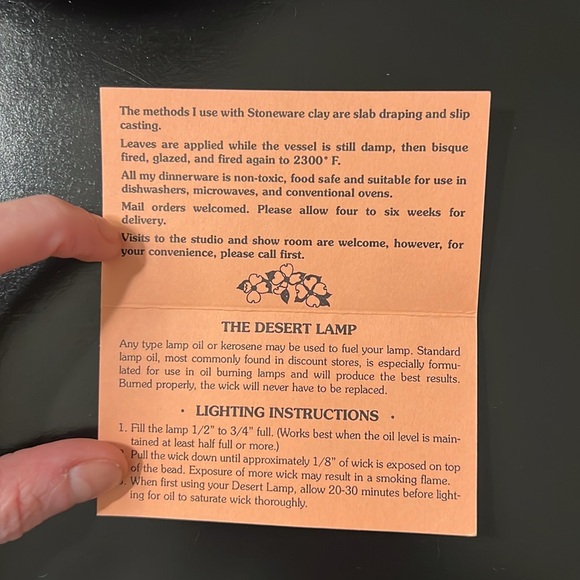 The methods I use with Stoneware clay are slab draping and slip
casting.
Leaves are applied while the vessel is still damp, then bisque
fired, glazed, and fired again to 2300° F.
All my dinnerware is non-toxic, food safe and suitable for use in
dishwashers, microwaves, and conventional ovens.
Mail orders welcomed. Please allow four to six weeks for
delivery.
Visits to the studio and show room are welcome, however, for
your convenience, please call first.
THE DESERT LAMP
Any type lamp oil or kerosene may be used to fuel your lamp. Standard
lamp oil, most commonly found in discount stores, is especially formu-
lated for use in oil burning lamps and will produce the best results.
Burned properly, the wick will never have to be replaced.
· LIGHTING INSTRUCTIONS ·
1. Fill the lamp 1/2" to 3/4" full. (Works best when the oil level is main-
tained at least half full or more.)
Pull the wick down until approximately 1/8" of wick is exposed on top
of the bead. Exposure of more wick may result in a smoking flame.
When first using your Desert Lamp, allow 20-30 minutes before light-
ing for oil to saturate wick thoroughly.